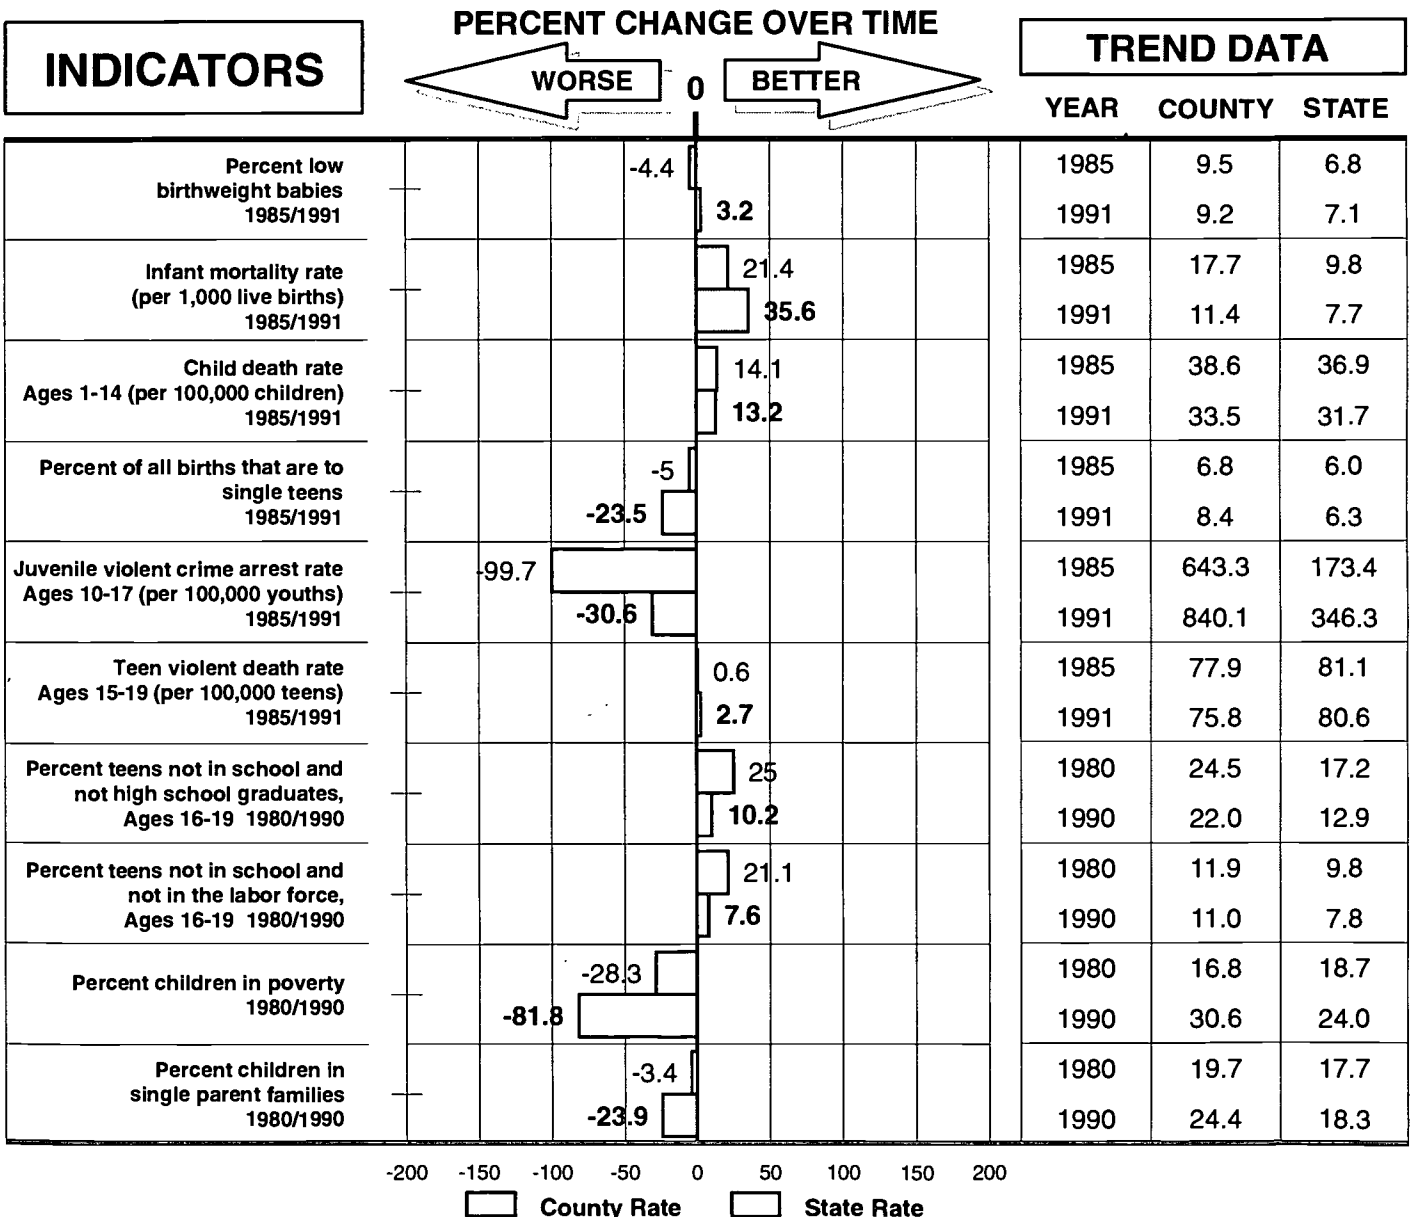 INDICATORS
PERCENT CHANGE OVER TIME
WORSE 0 BETTER
TREND DATA
YEAR COUNTY STATE
Percent low
birthweight babies
1985/1991
-4.4
3.2
1985 9.5 6.8
1991 9.2 7.1
Infant mortality rate
(per 1,000 live births)
1985/1991
21.4
35.6
1985 17.7 9.8
1991 11.4 7.7
Child death rate
Ages 1-14 (per 100,000 children)
1985/1991
14.1
13.2
1985 38.6 36.9
1991 33.5 31.7
Percent of all births that are to
single teens
1985/1991
-5
-23.5
1985 6.8 6.0
1991 8.4 6.3
Juvenile violent crime arrest rate
Ages 10-17 (per 100,000 youths)
1985/1991
-99.7
-30.6
1985 643.3 173.4
1991 840.1 346.3
Teen violent death rate
Ages 15-19 (per 100,000 teens)
1985/1991
0.6
2.7
1985 77.9 81.1
1991 75.8 80.6
Percent teens not in school and
not high school graduates,
Ages 16-19 1980/1990
25
10.2
1980 24.5 17.2
1990 22.0 12.9
Percent teens not in school and
not in the labor force,
Ages 16-19 1980/1990
21.1
7.6
1980 11.9 9.8
1990 11.0 7.8
Percent children in poverty
1980/1990
-28.3
-81.8
1980 16.8 18.7
1990 30.6 24.0
Percent children in
single parent families
1980/1990
-3.4
-23.9
1980 19.7 17.7
1990 24.4 18.3
-200 -150 -100 -50 0 50 100 150 200
County Rate State Rate